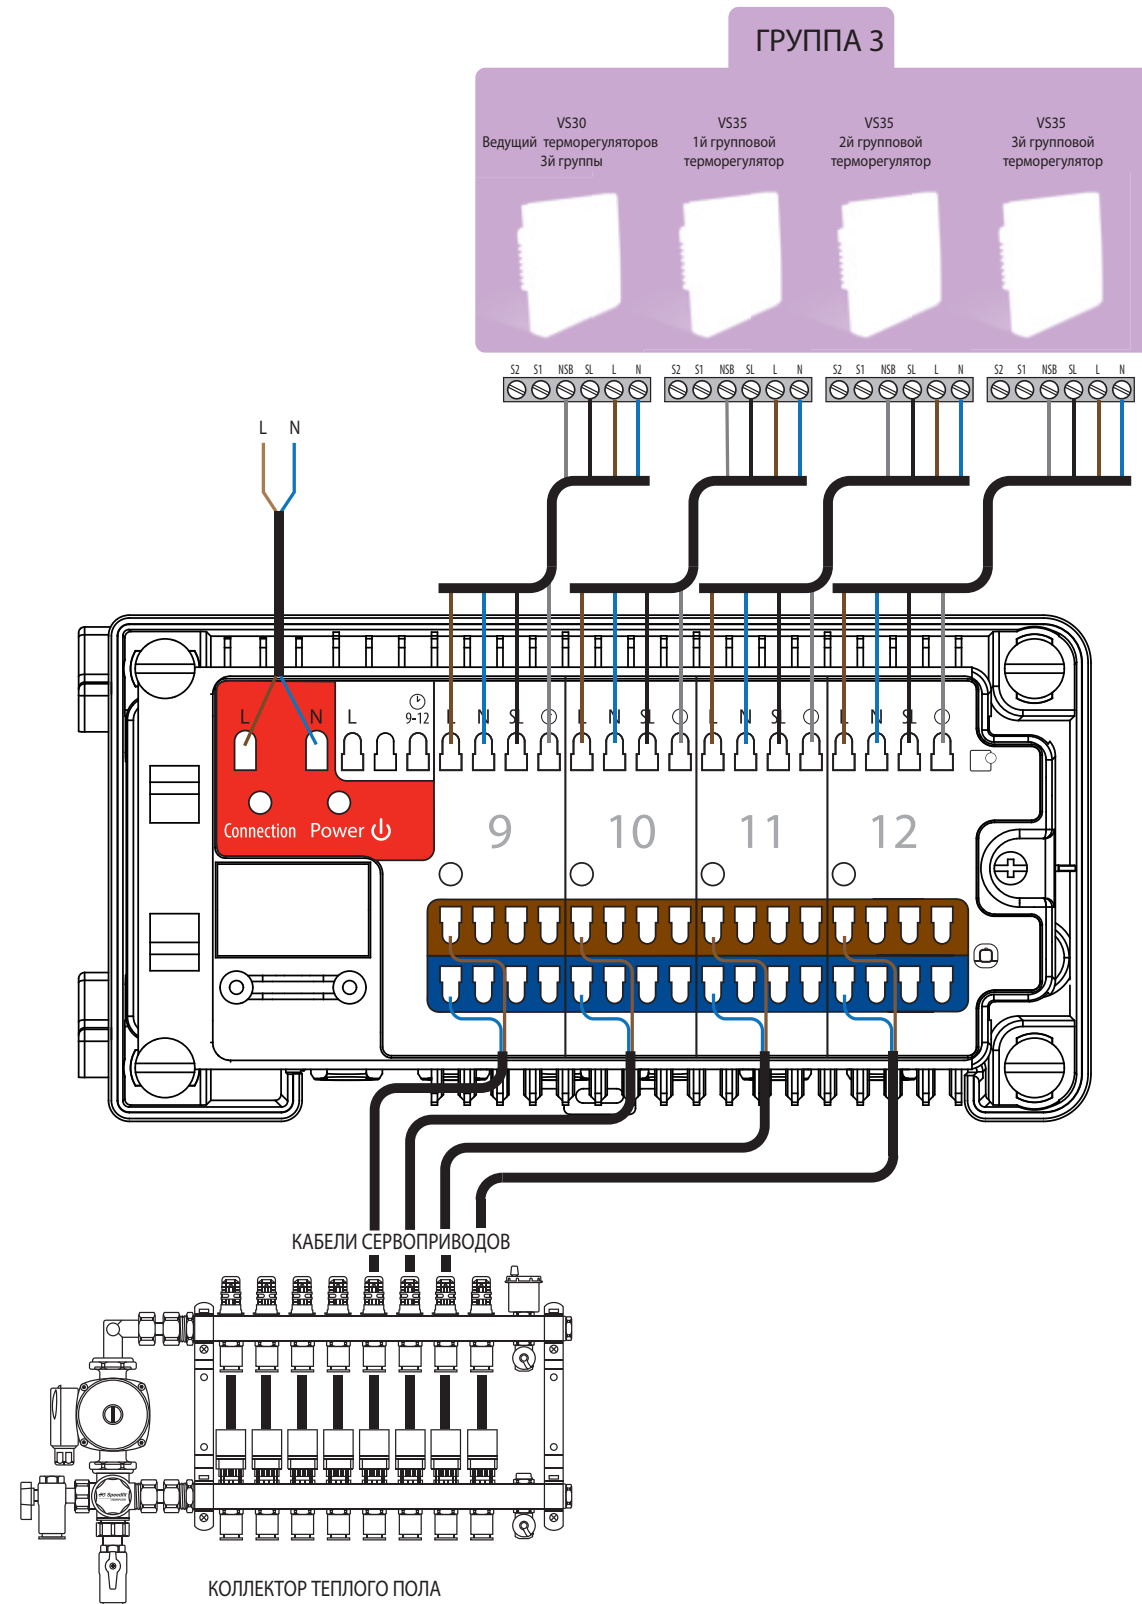 ГРУППА 3
VS30
Ведущий терморегуляторов
3й группы
VS35
1й групповой
терморегулятор
VS35
2й групповой
терморегулятор
VS35
3й групповой
терморегулятор
S2 S1 NSB SL L N
S2 S1 NSB SL L N
S2 S1 NSB SL L N
S2 S1 NSB SL L N
L N
L N L 9-12
L N SL L N SL L N SL L N SL
Connection Power
9 10 11 12
КАБЕЛИ СЕРВОПРИВОДОВ
Speedfit
КОЛЛЕКТОР ТЕПЛОГО ПОЛА